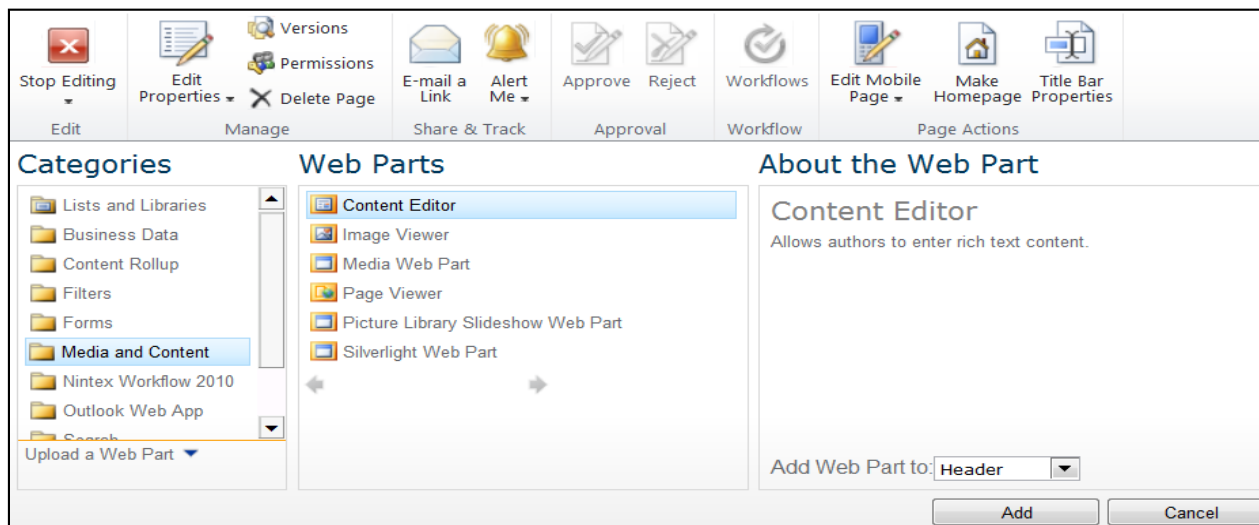 Stop Editing
Edit
Properties
Versions
Permissions
Delete Page
E-mail a
Link
Alert
Me
Approve
Reject
Workflows
Edit Mobile
Page
Make
Homepage
Title Bar
Properties
Edit
Manage
Share & Track
Approval
Workflow
Page Actions
Categories
Lists and Libraries
Business Data
Content Rollup
Filters
Forms
Media and Content
Nintex Workflow 2010
Outlook Web App
Search
Upload a Web Part
Web Parts
Content Editor
Image Viewer
Media Web Part
Page Viewer
Picture Library Slideshow Web Part
Silverlight Web Part
About the Web Part
Content Editor
Allows authors to enter rich text content.
Add Web Part to: Header
Add
Cancel